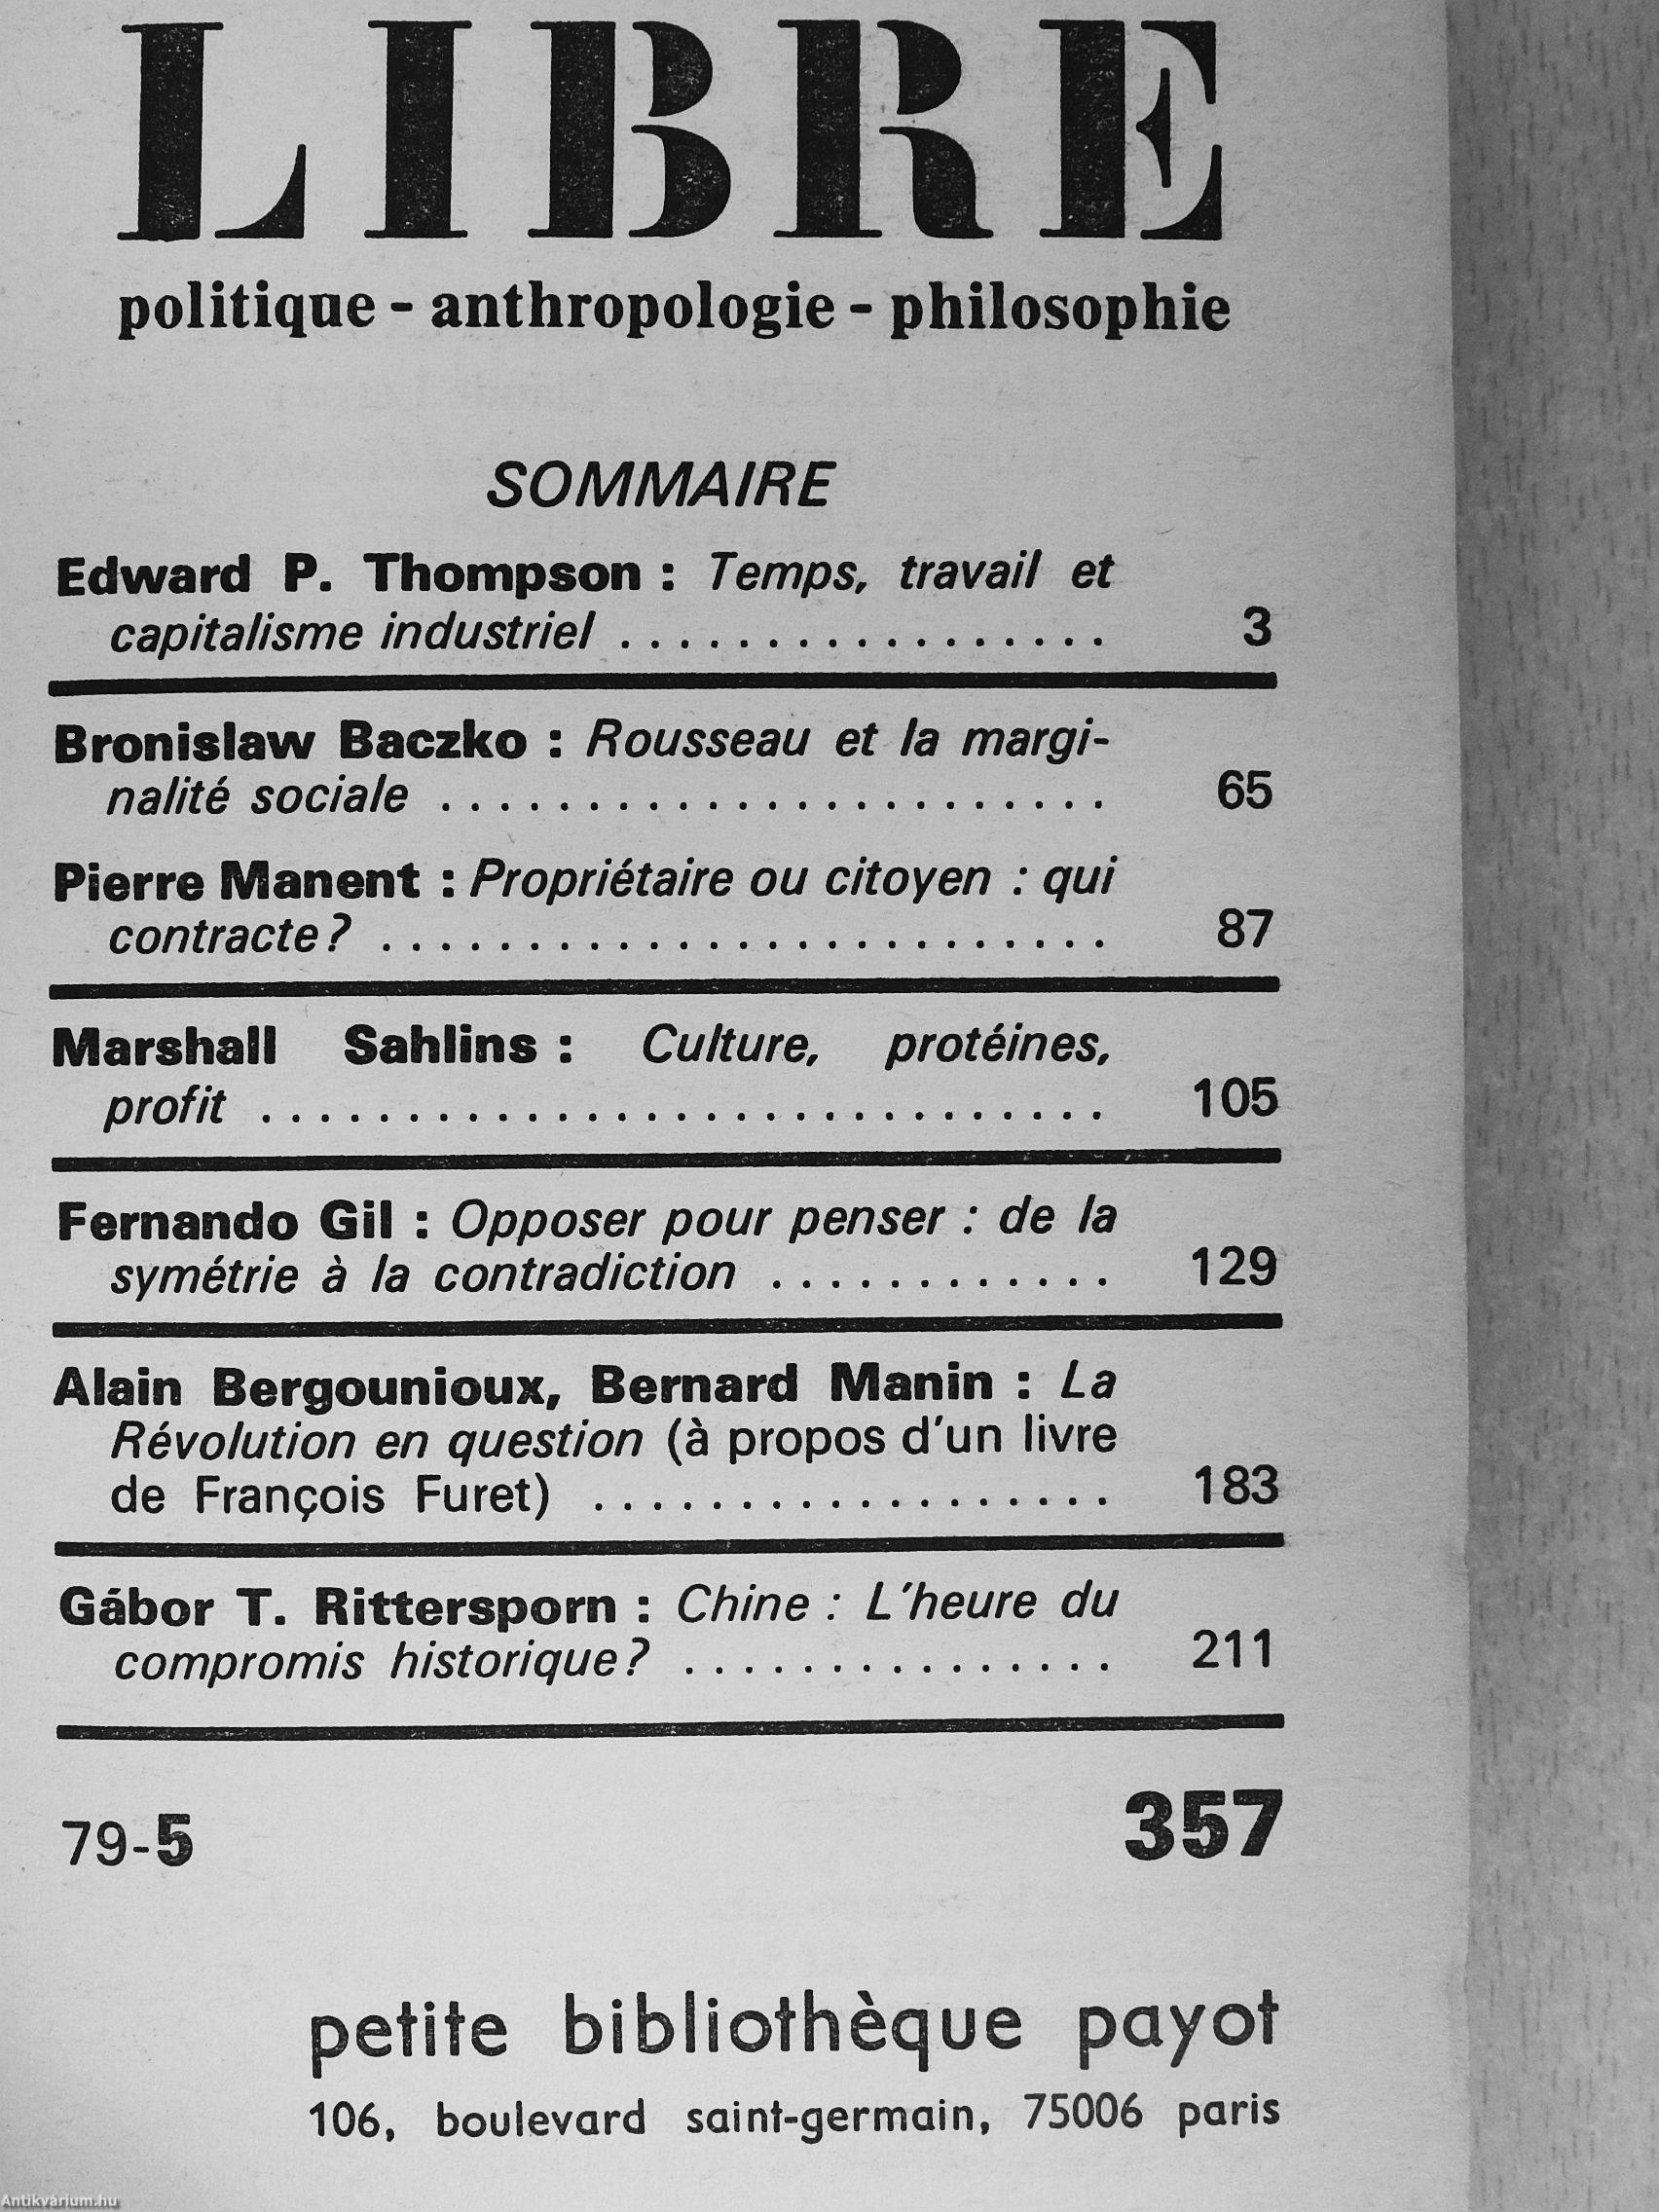 LIBRE
politique - anthropologie - philosophie
SOMMAIRE
Edward P. Thompson : Temps, travail et
capitalisme industriel .................. 3
Bronislaw Baczko : Rousseau et la margi-
nalité sociale ....................... 65
Pierre Manent : Propriétaire ou citoyen : qui
contracte ? ......................... 87
Marshall Sahlins : Culture, protéines,
profit ............................. 105
Fernando Gil : Opposer pour penser : de la
symétrie à la contradiction ............ 129
Alain Bergounioux, Bernard Manin : La
Révolution en question (à propos d'un livre
de François Furet) .................. 183
Gábor T. Rittersporn : Chine : L'heure du
compromis historique ? ............... 211
79-5 357
petite bibliothèque payot
106, boulevard saint-germain, 75006 paris
Antikvárium.hu